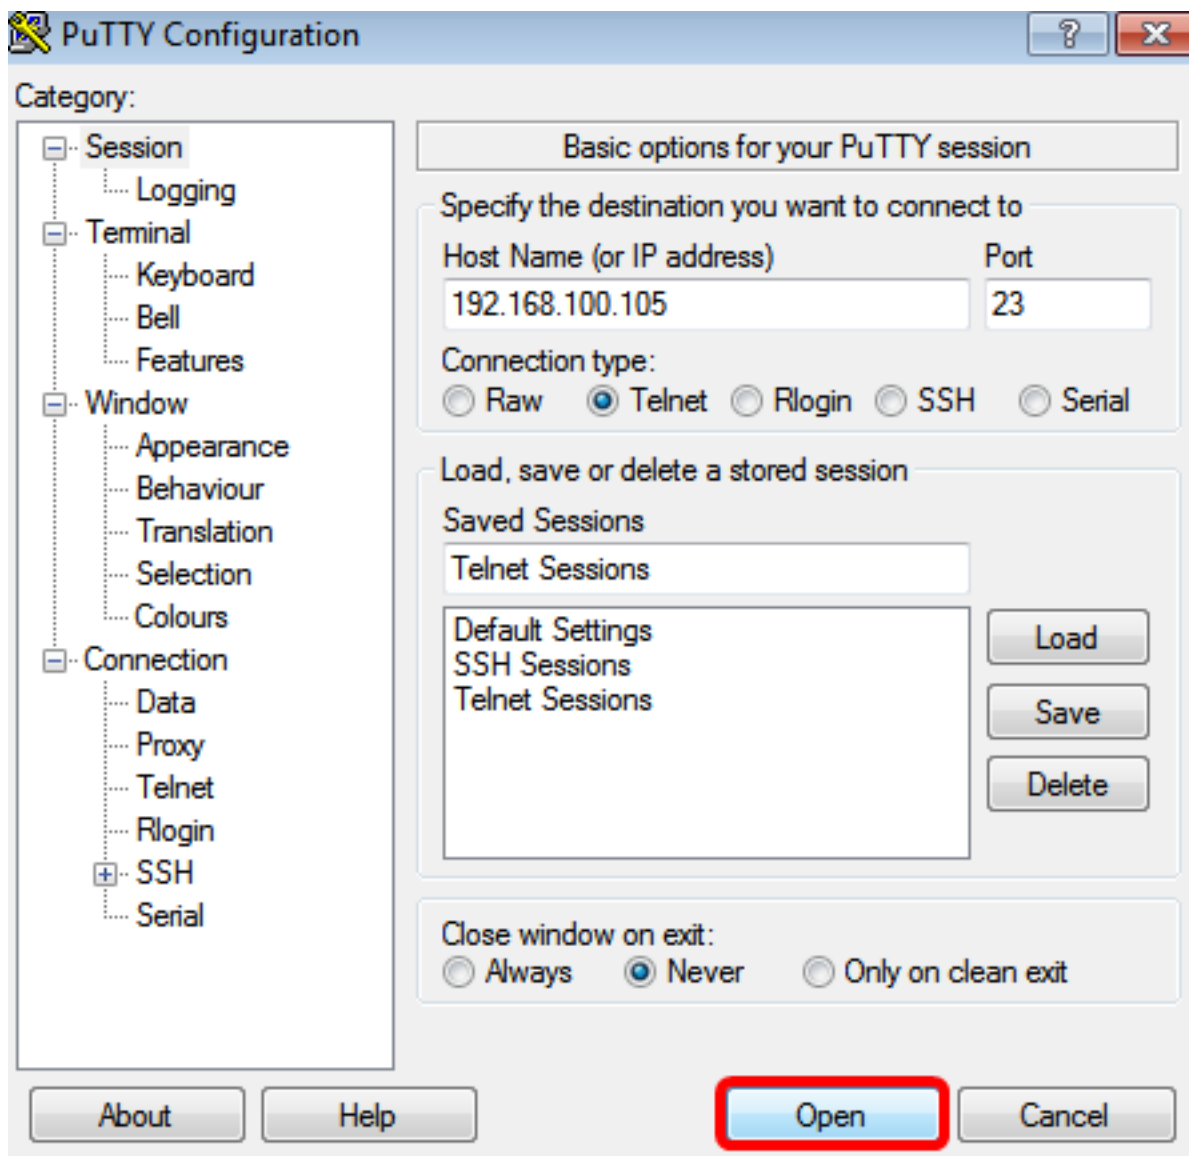 PuTTY Configuration
?
Category:
Session
Logging
Terminal
Keyboard
Bell
Features
Window
Appearance
Behaviour
Translation
Selection
Colours
Connection
Data
Proxy
Telnet
Rlogin
SSH
Serial
Basic options for your PuTTY session
Specify the destination you want to connect to
Host Name (or IP address) Port
192.168.100.105 23
Connection type:
Raw Telnet Rlogin SSH Serial
Load, save or delete a stored session
Saved Sessions
Telnet Sessions
Default Settings
SSH Sessions
Telnet Sessions
Load
Save
Delete
Close window on exit:
Always Never Only on clean exit
About Help Open Cancel